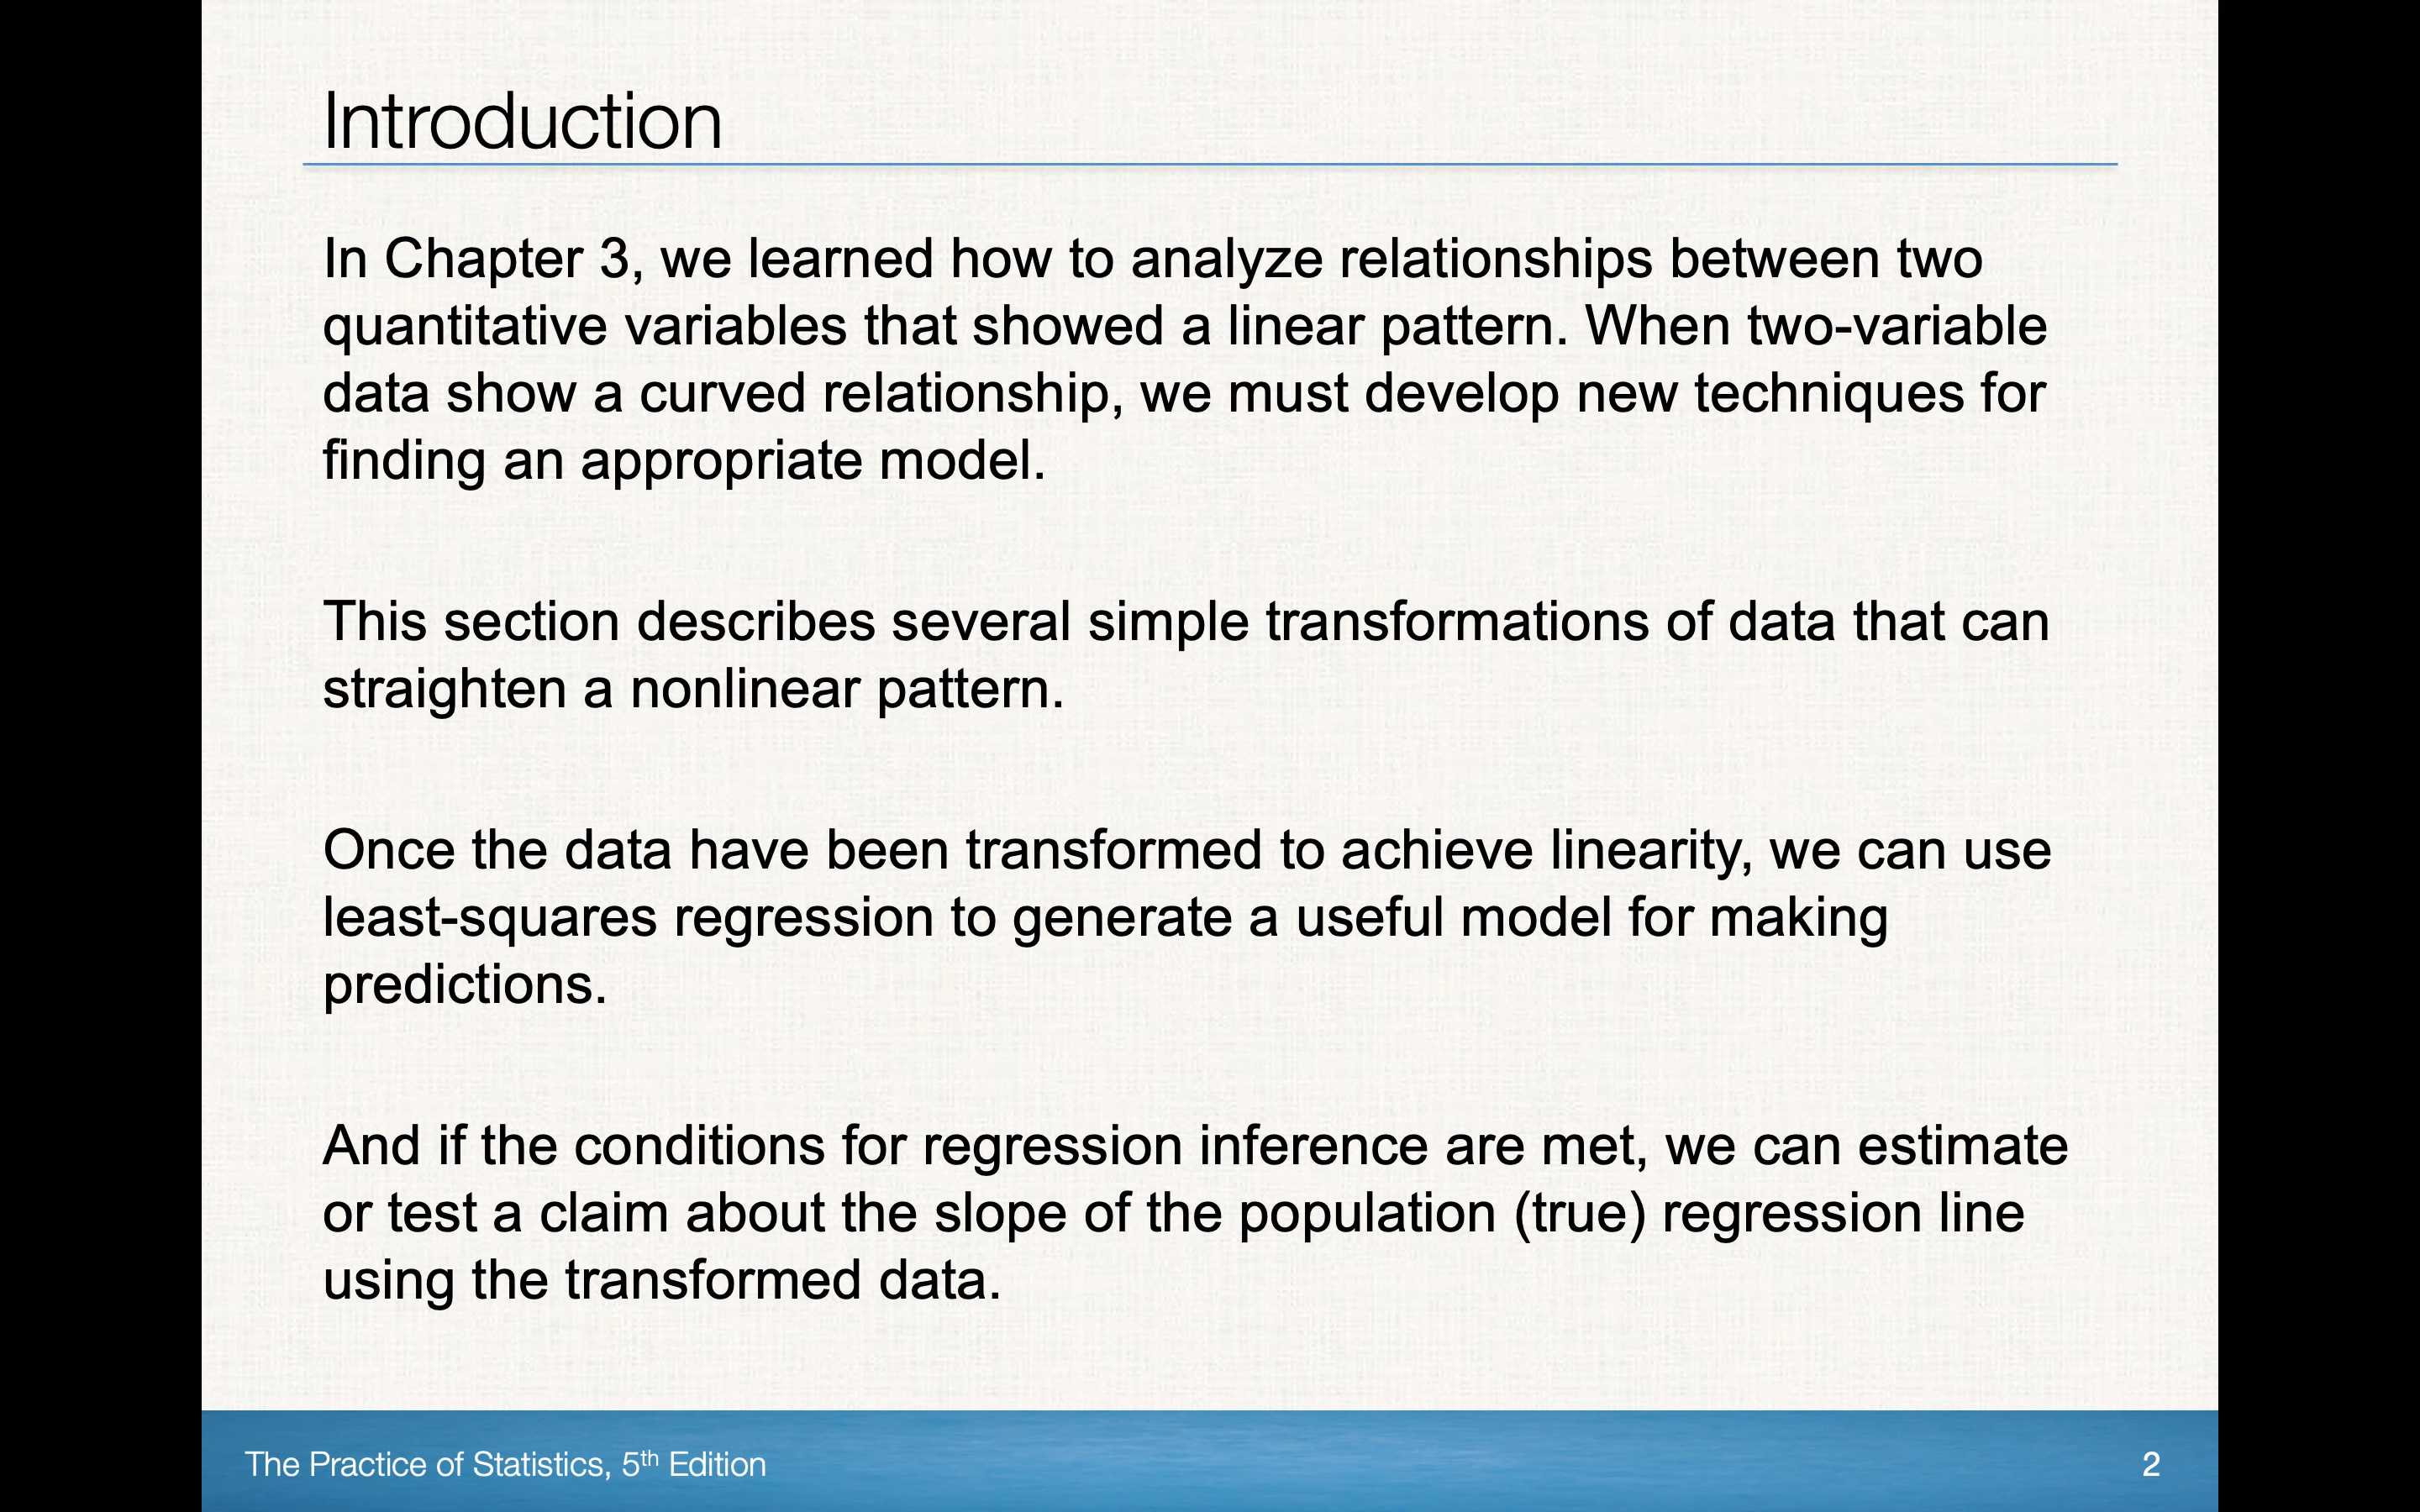 Introduction
In Chapter 3, we learned how to analyze relationships between two
quantitative variables that showed a linear pattern. When two-variable
data show a curved relationship, we must develop new techniques for
finding an appropriate model.
This section describes several simple transformations of data that can
straighten a nonlinear pattern.
Once the data have been transformed to achieve linearity, we can use
least-squares regression to generate a useful model for making
predictions.
And if the conditions for regression inference are met, we can estimate
or test a claim about the slope of the population (true) regression line
using the transformed data.
The Practice of Statistics, 5th Edition
2